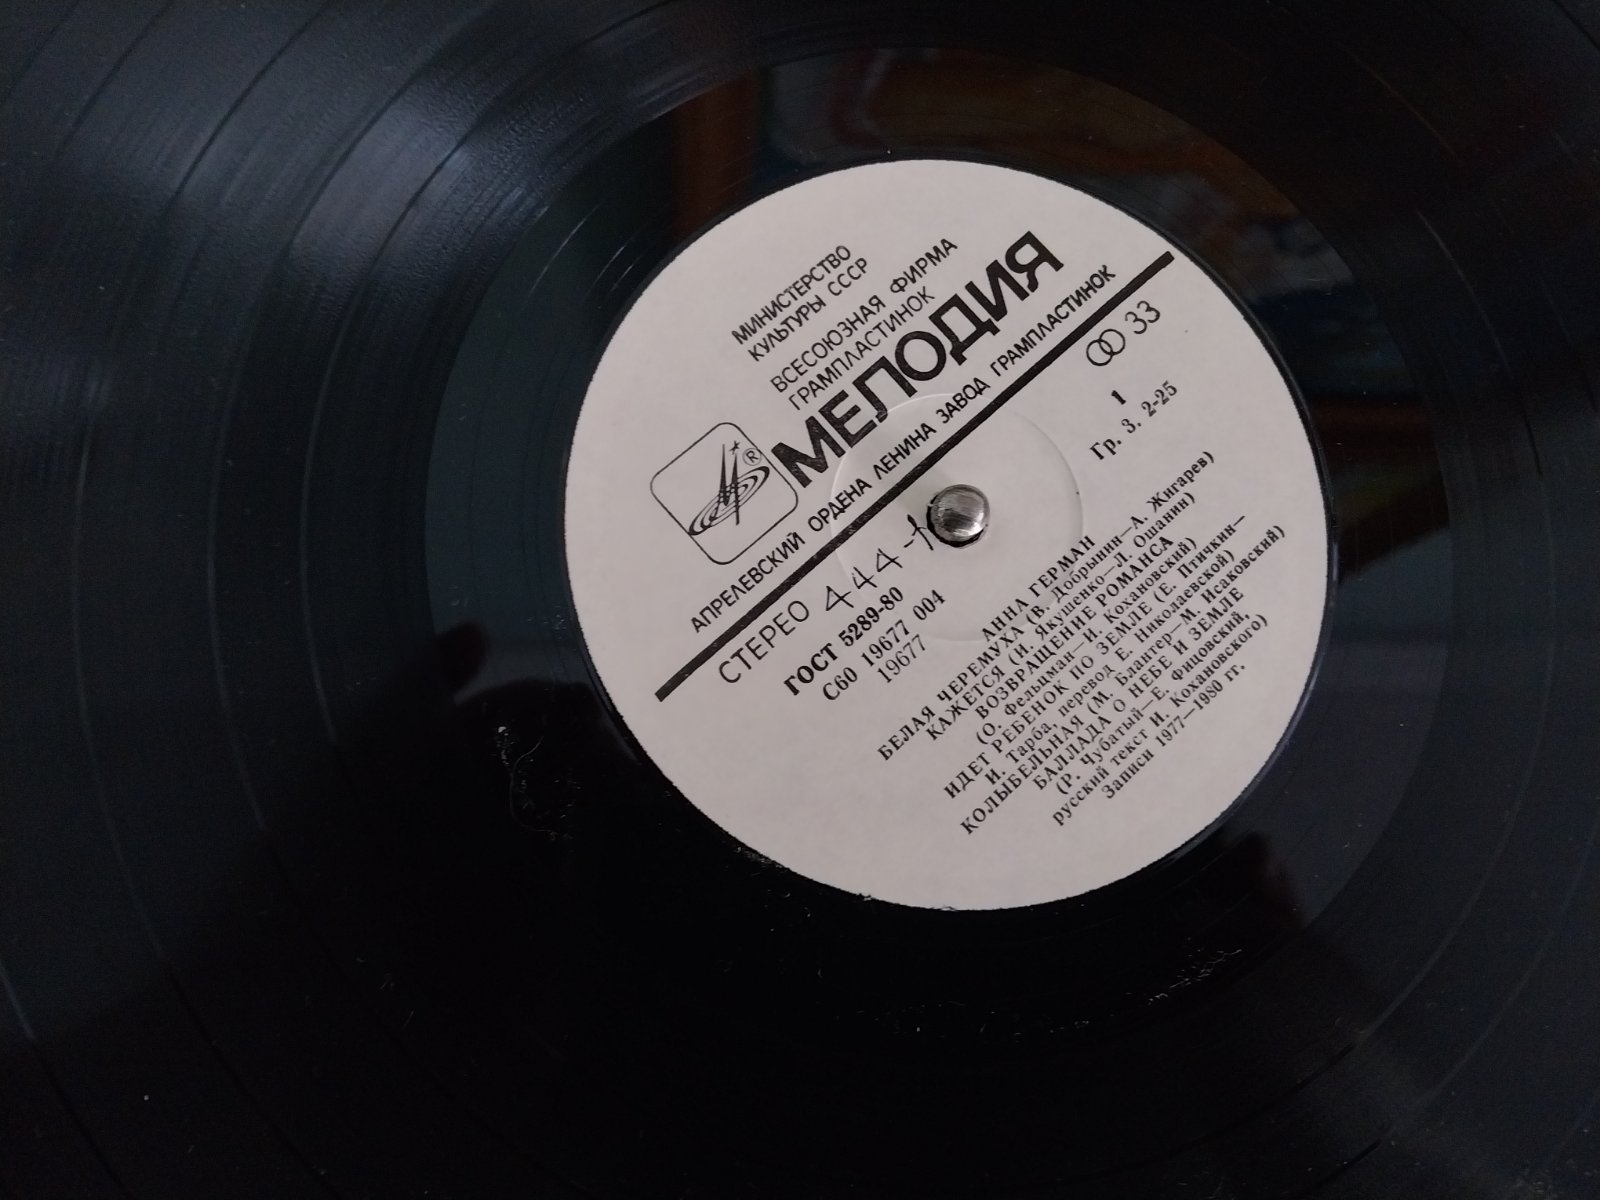 МИНИСТЕРСТВО
КУЛЬТУРЫ СССР
ВСЕСОЮЗНАЯ ФИРМА
ГРАМПЛАСТИНОК
МЕЛОДИЯ
®
АПРЕЛЕВСКИЙ ОРДЕНА ЛЕНИНА ЗАВОД ГРАМПЛАСТИНОК
СТЕРЕО 444-1
33
ГОСТ 5289-80
1
С60 19677 004
Гр. 3. 2-25
19677
АННА ГЕРМАН
БЕЛАЯ ЧЕРЕМУХА (В. Добрынин—А. Жигарев)
КАЖЕТСЯ (И. Якушенко—Л. Ошанин)
ВОЗВРАЩЕНИЕ РОМАНСА
(О. Фельцман—И. Кохановский)
ИДЕТ РЕБЕНОК ПО ЗЕМЛЕ (Е. Птичкин—
И. Тарба, перевод Е. Николаевской)
КОЛЫБЕЛЬНАЯ (М. Блантер—М. Исаковский)
БАЛЛАДА О НЕБЕ И ЗЕМЛЕ
(Р. Чубатый—Е. Фицовский,
русский текст И. Кохановского)
Записи 1977—1980 гг.